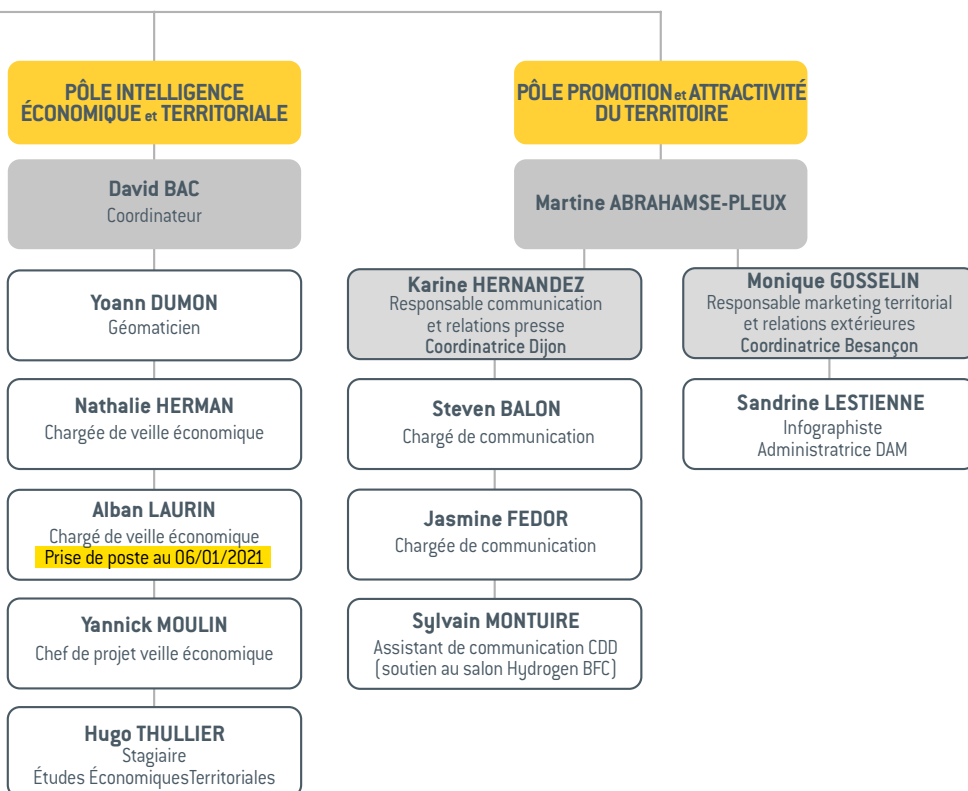 PÔLE INTELLIGENCE
ÉCONOMIQUE et TERRITORIALE
David BAC
Coordinateur
Yoann DUMON
Géomaticien
Nathalie HERMAN
Chargée de veille économique
Alban LAURIN
Chargé de veille économique
Prise de poste au 06/01/2021
Yannick MOULIN
Chef de projet veille économique
Hugo THULLIER
Stagiaire
Études ÉconomiquesTerritoriales
PÔLE PROMOTION et ATTRACTIVITÉ
DU TERRITOIRE
Martine ABRAHAMSE-PLEUX
Karine HERNANDEZ
Responsable communication
et relations presse
Coordinatrice Dijon
Steven BALON
Chargé de communication
Jasmine FEDOR
Chargée de communication
Sylvain MONTUIRE
Assistant de communication CDD
(soutien au salon Hydrogen BFC)
Monique GOSSELIN
Responsable marketing territorial
et relations extérieures
Coordinatrice Besançon
Sandrine LESTIENNE
Infographiste
Administratrice DAM